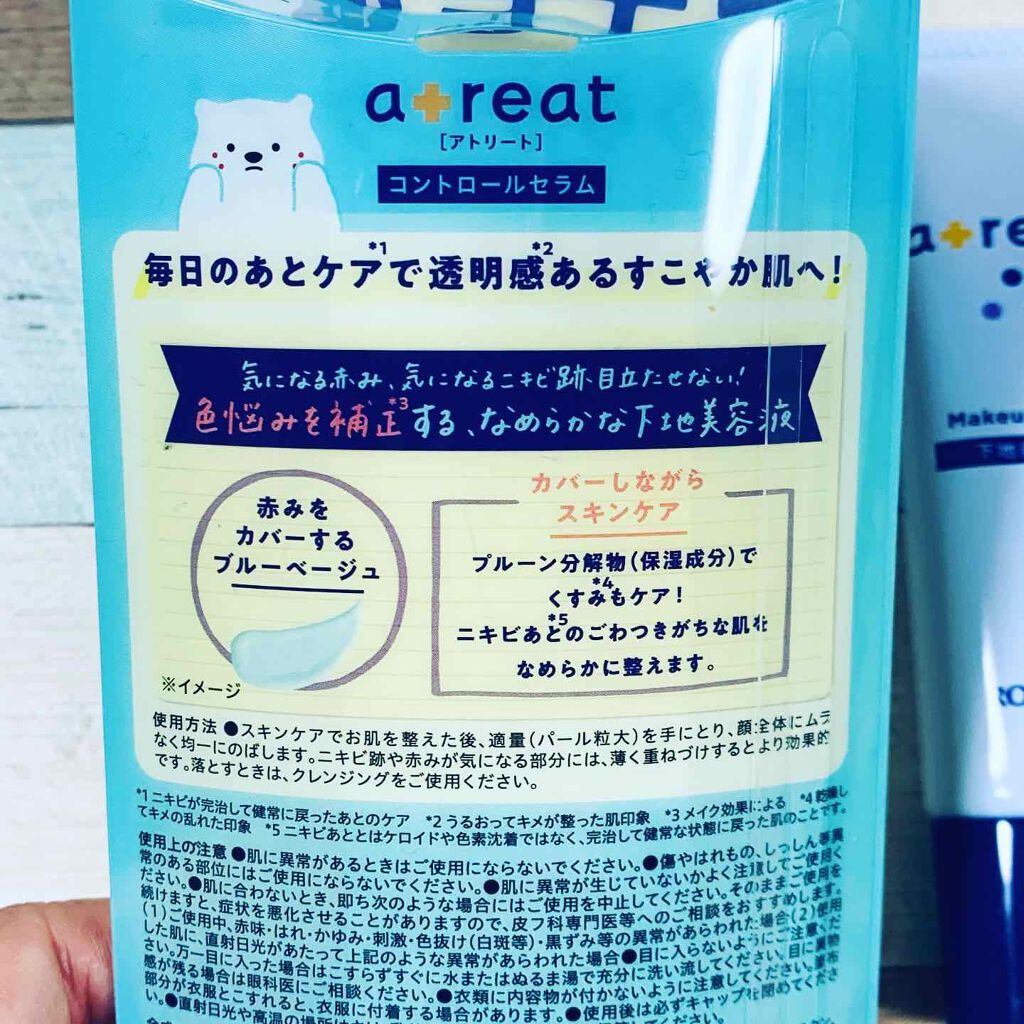 a+reat
[アトリート]
コントロールセラム
毎日のあとケア*1で透明感*2あるすこやか肌へ!
気になる赤み、気になるニキビ跡目立たせない!
色悩みを補正*3する、なめらかな下地美容液
赤みを
カバーする
ブルーベージュ
※イメージ
カバーしながら
スキンケア
プルーン分解物(保湿成分)で
くすみ*4もケア!
ニキビあと*5のごわつきがちな肌を
なめらかに整えます。
使用方法 ●スキンケアでお肌を整えた後、適量(パール粒大)を手にとり、顔全体にムラ
なく均一にのばします。ニキビ跡や赤みが気になる部分には、薄く重ねづけするとより効果的
です。落とすときは、クレンジングをご使用ください。
*1 ニキビが完治して健常に戻ったあとのケア *2 うるおってキメが整った肌印象 *3 メイク効果による *4 乾燥し
てキメの乱れた印象 *5 ニキビあととはケロイドや色素沈着ではなく、完治して健常な状態に戻った肌のことです。
使用上の注意 ●肌に異常があるときはご使用にならないでください。●傷やはれもの、しっしん等異
常のある部位にはご使用にならないでください。●肌に異常が生じていないかよく注意してご使用く
ださい。●肌に合わないとき、即ち次のような場合にはご使用を中止してください。そのままご使用を
続けますと、症状を悪化させることがありますので、皮フ科専門医等へのご相談をおすすめします。
(1)ご使用中、赤味・はれ・かゆみ・刺激・色抜け(白斑等)・黒ずみ等の異常があらわれた場合(2)使用
した肌に、直射日光があたって上記のような異常があらわれた場合●目に入らないようにご注意くだ
さい。万一目に入った場合はこすらずすぐに水またはぬるま湯で充分に洗い流してください。目に異物
感が残る場合は眼科医にご相談ください。●衣類に内容物が付かないように注意してください。
部分が衣服とこすれると、衣服に付着する場合があります。●使用後は必ずキャップを閉めてくだ
さい。●直射日光や高温の場所
a+re
Makeu
下地